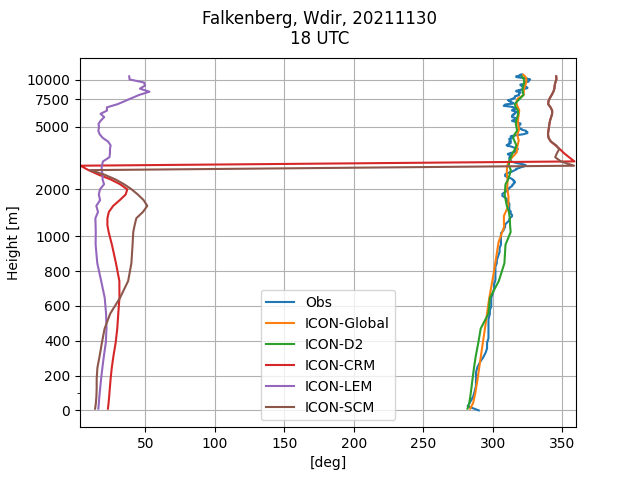 Falkenberg, Wdir, 20211130
18 UTC
10000
7500
5000
2000
1000
800
600
400
200
0
Height [m]
50
100
150
200
250
300
350
[deg]
Obs
ICON-Global
ICON-D2
ICON-CRM
ICON-LEM
ICON-SCM